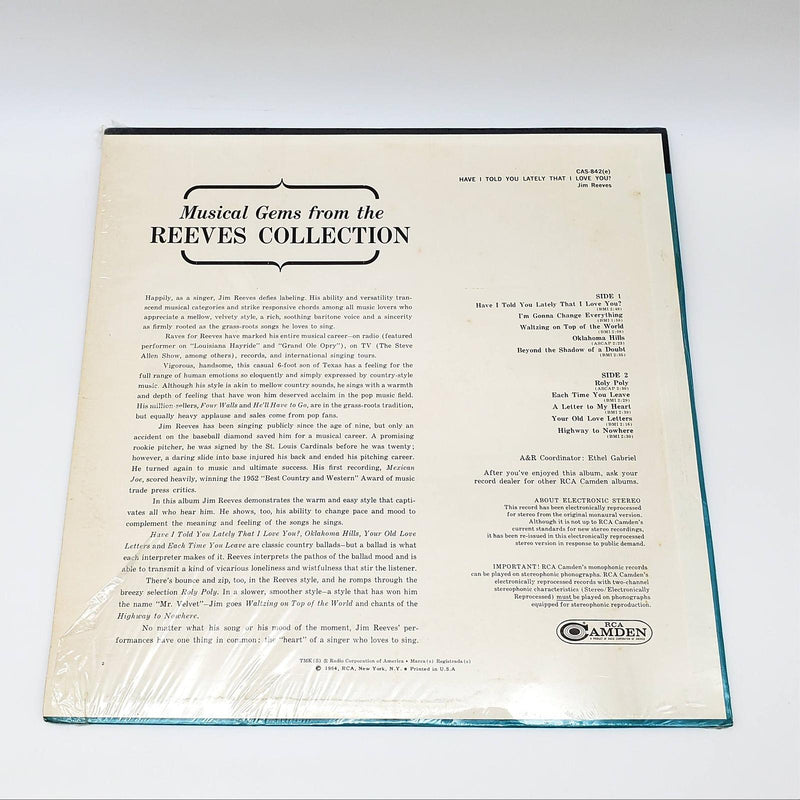 CAS-842(e)
HAVE I TOLD YOU LATELY THAT I LOVE YOU?
Jim Reeves
Musical Gems from the
REEVES COLLECTION
Happily, as a singer, Jim Reeves defies labeling. His ability and versatility tran-
scend musical categories and strike responsive chords among all music lovers who
appreciate a mellow, velvety style, a rich, soothing baritone voice and a sincerity
as firmly rooted as the grass-roots songs he loves to sing.
Raves for Reeves have marked his entire musical career—on radio (featured
performer on "Louisiana Hayride" and "Grand Ole Opry"), on TV (The Steve
Allen Show, among others), records, and international singing tours.
Vigorous, handsome, this casual 6-foot son of Texas has a feeling for the
full range of human emotions so eloquently and simply expressed by country-style
music. Although his style is akin to mellow country sounds, he sings with a warmth
and depth of feeling that have won him deserved acclaim in the pop music field.
His million-sellers, Four Walls and He'll Have to Go, are in the grass-roots tradition,
but equally heavy applause and sales come from pop fans.
Jim Reeves has been singing publicly since the age of nine, but only an
accident on the baseball diamond saved him for a musical career. A promising
rookie pitcher, he was signed by the St. Louis Cardinals before he was twenty;
however, a daring slide into base injured his back and ended his pitching career.
He turned again to music and ultimate success. His first recording, Mexican
Joe, scored heavily, winning the 1952 "Best Country and Western" Award of music
trade press critics.
In this album Jim Reeves demonstrates the warm and easy style that capti-
vates all who hear him. He shows, too, his ability to change pace and mood to
complement the meaning and feeling of the songs he sings.
Have I Told You Lately That I Love You?, Oklahoma Hills, Your Old Love
Letters and Each Time You Leave are classic country ballads—but a ballad is what
each interpreter makes of it. Reeves interprets the pathos of the ballad mood and is
able to transmit a kind of vicarious loneliness and wistfulness that stir the listener.
There's bounce and zip, too, in the Reeves style, and he romps through the
breezy selection Roly Poly. In a slower, smoother style—a style that has won him
the name "Mr. Velvet"—Jim goes Waltzing on Top of the World and chants of the
Highway to Nowhere.
No matter what his song or his mood of the moment, Jim Reeves' per-
formances have one thing in common: the "heart" of a singer who loves to sing.
SIDE 1
Have I Told You Lately That I Love You?
(BMI 2:40)
I'm Gonna Change Everything
Waltzing on Top of the World
Oklahoma Hills
Beyond the Shadow of a Doubt
SIDE 2
Roly Poly
Each Time You Leave
A Letter to My Heart
Your Old Love Letters
Highway to Nowhere
A&R Coordinator: Ethel Gabriel
After you've enjoyed this album, ask your
record dealer for other RCA Camden albums.
ABOUT ELECTRONIC STEREO
This record has been electronically reprocessed
for stereo from the original monaural version.
Although it is not up to RCA Camden's
current standards for new stereo recordings,
it has been re-issued in this electronically reprocessed
stereo version in response to public demand.
IMPORTANT! RCA Camden's monophonic records
can be played on stereophonic phonographs. RCA Camden's
electronically reprocessed records with two-channel
stereophonic characteristics (Stereo/Electronically
Reprocessed) must be played on phonographs
equipped for stereophonic reproduction.
RCA
CAMDEN
2
TMK(S) ® Radio Corporation of America • Marca(s) Registrada(s)
© 1964, RCA, New York, N.Y. • Printed in U.S.A